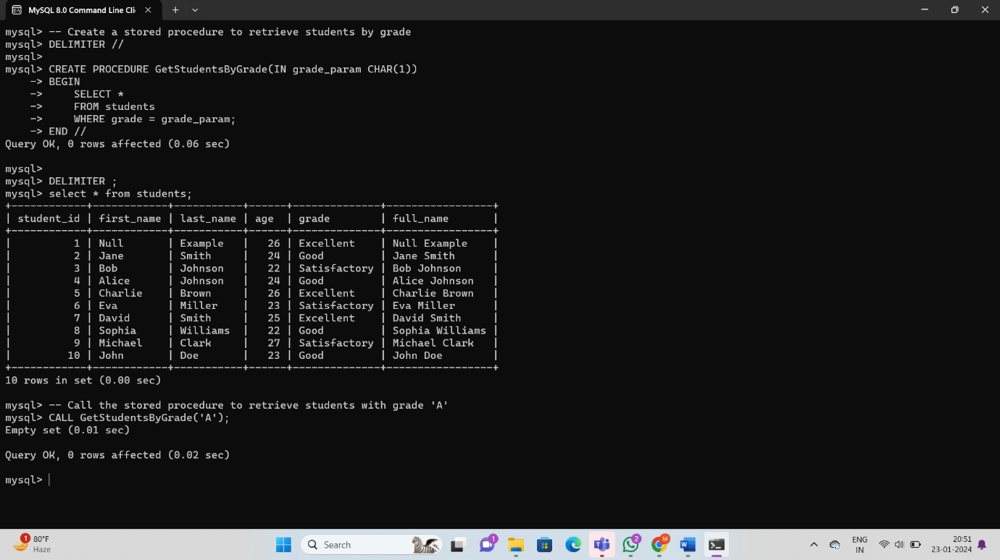 MySQL 8.0 Command Line Cli
mysql> -- Create a stored procedure to retrieve students by grade
mysql> DELIMITER //
mysql>
mysql> CREATE PROCEDURE GetStudentsByGrade(IN grade_param CHAR(1))
    -> BEGIN
    ->     SELECT *
    ->     FROM students
    ->     WHERE grade = grade_param;
    -> END //
Query OK, 0 rows affected (0.06 sec)
mysql>
mysql> DELIMITER ;
mysql> select * from students;
+------------+------------+-----------+------+--------------+-----------------+
| student_id | first_name | last_name | age  | grade        | full_name       |
+------------+------------+-----------+------+--------------+-----------------+
|          1 | Null       | Example   |   26 | Excellent    | Null Example    |
|          2 | Jane       | Smith     |   24 | Good         | Jane Smith      |
|          3 | Bob        | Johnson   |   22 | Satisfactory | Bob Johnson     |
|          4 | Alice      | Johnson   |   24 | Good         | Alice Johnson   |
|          5 | Charlie    | Brown     |   26 | Excellent    | Charlie Brown   |
|          6 | Eva        | Miller    |   23 | Satisfactory | Eva Miller      |
|          7 | David      | Smith     |   25 | Excellent    | David Smith     |
|          8 | Sophia     | Williams  |   22 | Good         | Sophia Williams |
|          9 | Michael    | Clark     |   27 | Satisfactory | Michael Clark   |
|         10 | John       | Doe       |   23 | Good         | John Doe        |
+------------+------------+-----------+------+--------------+-----------------+
10 rows in set (0.00 sec)
mysql> -- Call the stored procedure to retrieve students with grade 'A'
mysql> CALL GetStudentsByGrade('A');
Empty set (0.01 sec)
Query OK, 0 rows affected (0.02 sec)
mysql>
1
80°F
Haze
Search
1
2
M
ENG
IN
20:51
23-01-2024